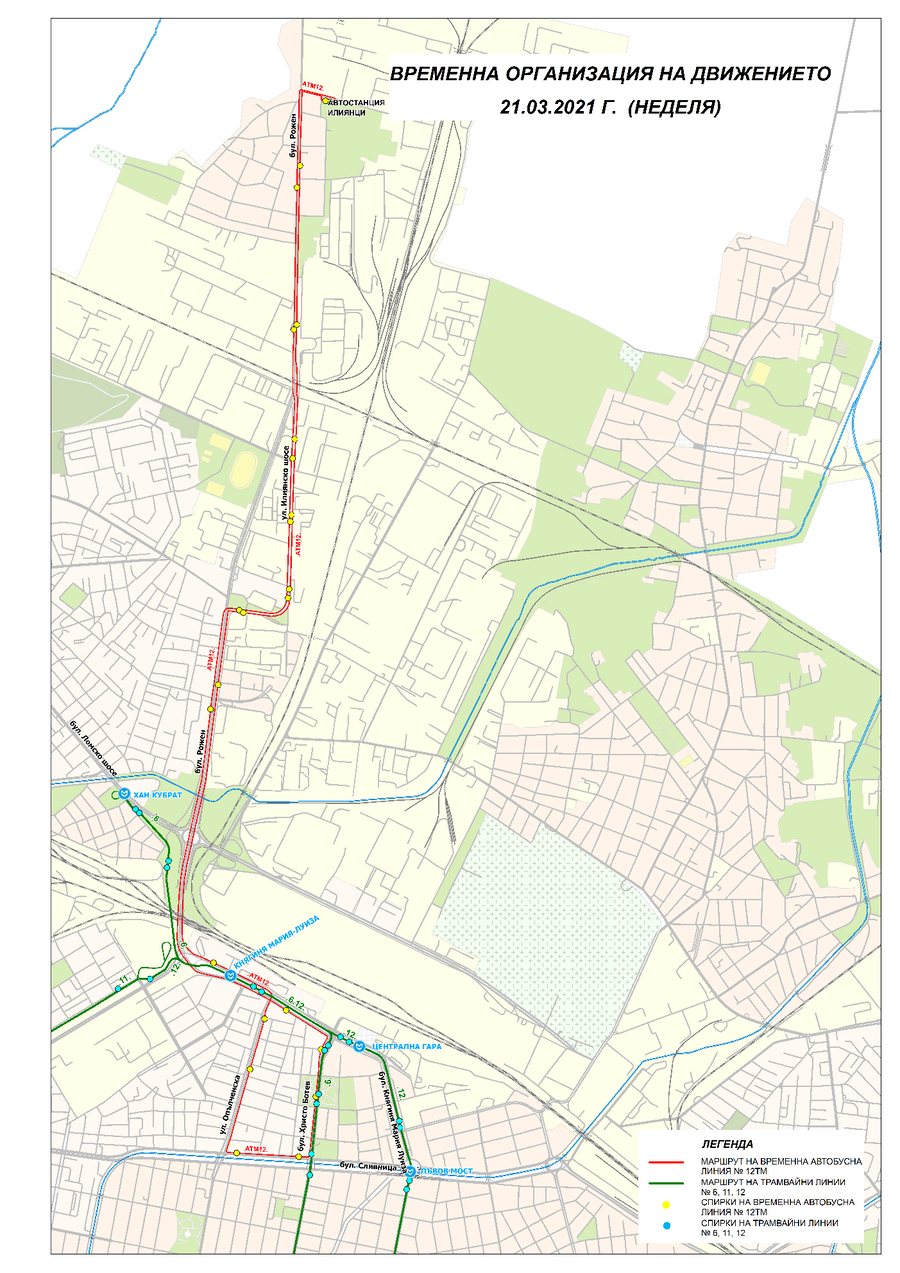 ВРЕМЕННА ОРГАНИЗАЦИЯ НА ДВИЖЕНИЕТО
21.03.2021 Г. (НЕДЕЛЯ)
АТМ12.
АВТОСТАНЦИЯ
ИЛИЯНЦИ
бул. Рожен
ул. Илиянско шосе
АТМ12.
АТМ12.
бул. Рожен
бул. Ломско шосе
ХАН КУБРАТ
.6
КНЯГИНЯ МАРИЯ-ЛУИЗА
.6
.12.
11.
.АТМ12.
6.12.
.12.
ЦЕНТРАЛНА ГАРА
.6.
.12.
ул. Опълченска
бул. Христо Ботев
бул. Княгиня Мария Луиза
АТМ12.
бул. Сливница
ЛЪВОВ МОСТ
ЛЕГЕНДА
МАРШРУТ НА ВРЕМЕННА АВТОБУСНА
ЛИНИЯ № 12ТМ
МАРШРУТ НА ТРАМВАЙНИ ЛИНИИ
№ 6, 11, 12
СПИРКИ НА ВРЕМЕННА АВТОБУСНА
ЛИНИЯ № 12ТМ
СПИРКИ НА ТРАМВАЙНИ ЛИНИИ
№ 6, 11, 12